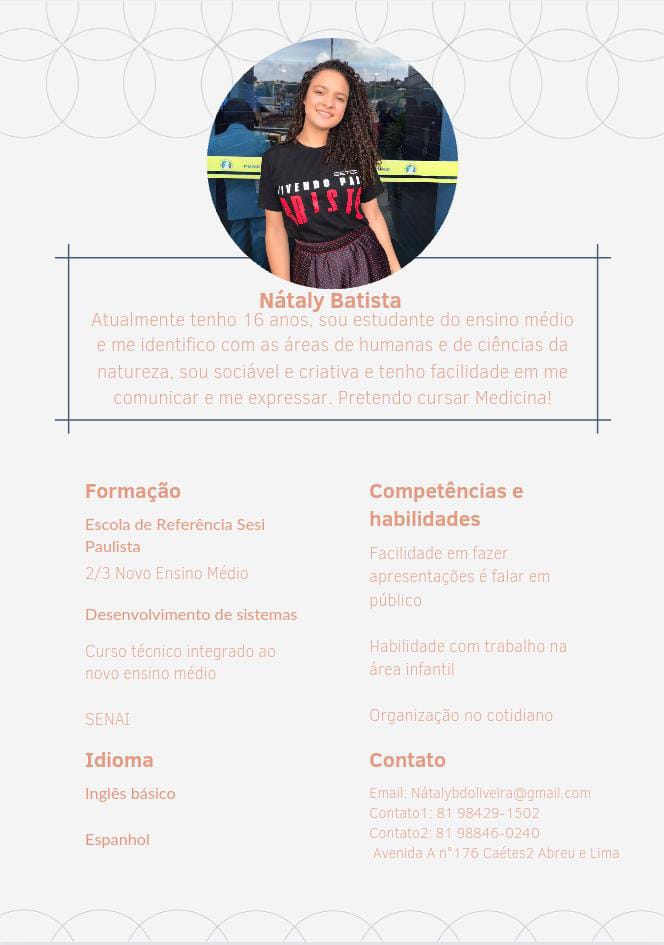 VIVENDO PAI
Nátaly Batista
Atualmente tenho 16 anos, sou estudante do ensino médio
e me identifico com as áreas de humanas e de ciências da
natureza, sou sociável e criativa e tenho facilidade em me
comunicar e me expressar. Pretendo cursar Medicina!
Formação
Escola de Referência Sesi
Paulista
2/3 Novo Ensino Médio
Desenvolvimento de sistemas
Curso técnico integrado ao
novo ensino médio
SENAI
Idioma
Inglês básico
Espanhol
Competências e
habilidades
Facilidade em fazer
apresentações é falar em
público
Habilidade com trabalho na
área infantil
Organização no cotidiano
Contato
Email: Nátalybdoliveira@gmail.com
Contato1: 81 98429-1502
Contato2: 81 98846-0240
Avenida A n°176 Caétes2 Abreu e Lima